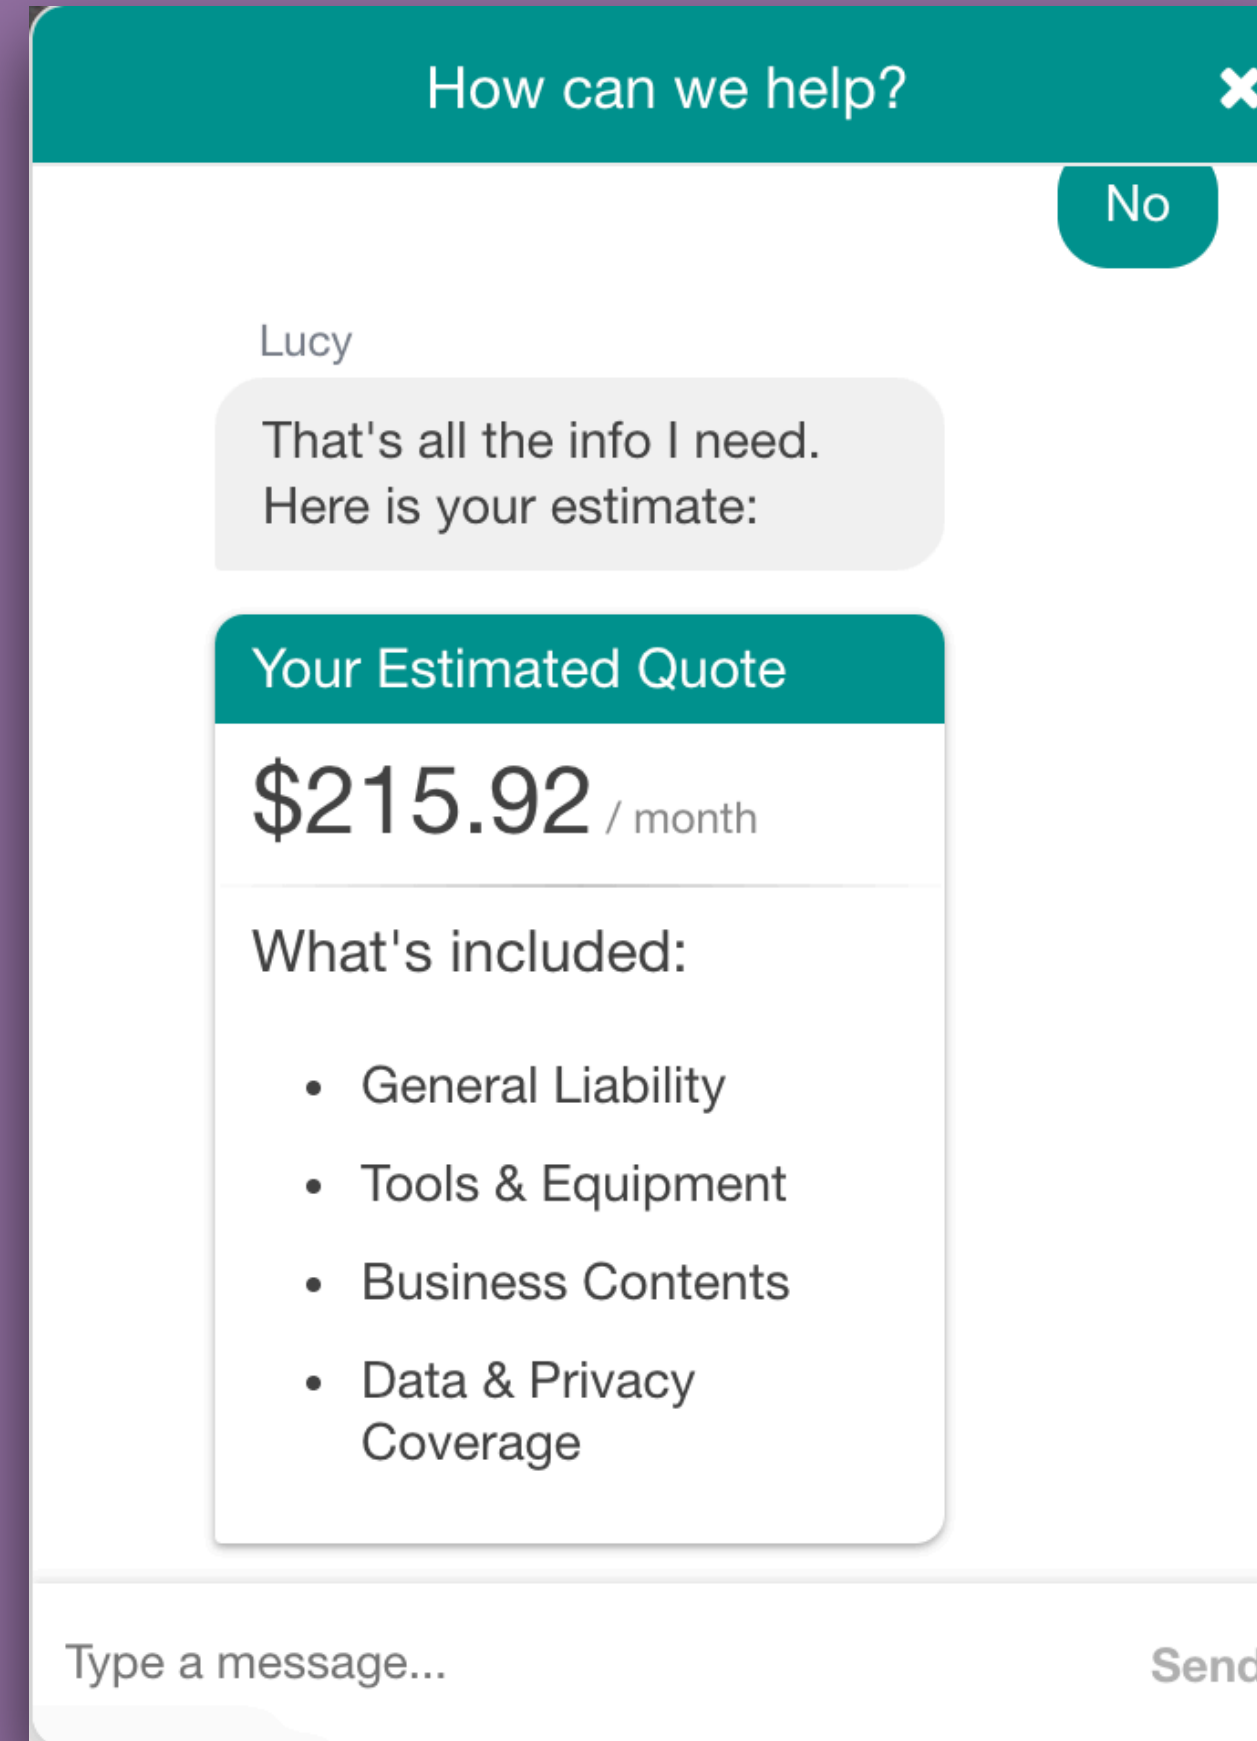 How can we help?
No
Lucy
That's all the info I need.
Here is your estimate:
Your Estimated Quote
$215.92 / month
What's included:
• General Liability
• Tools & Equipment
• Business Contents
• Data & Privacy
Coverage
Type a message...
Send